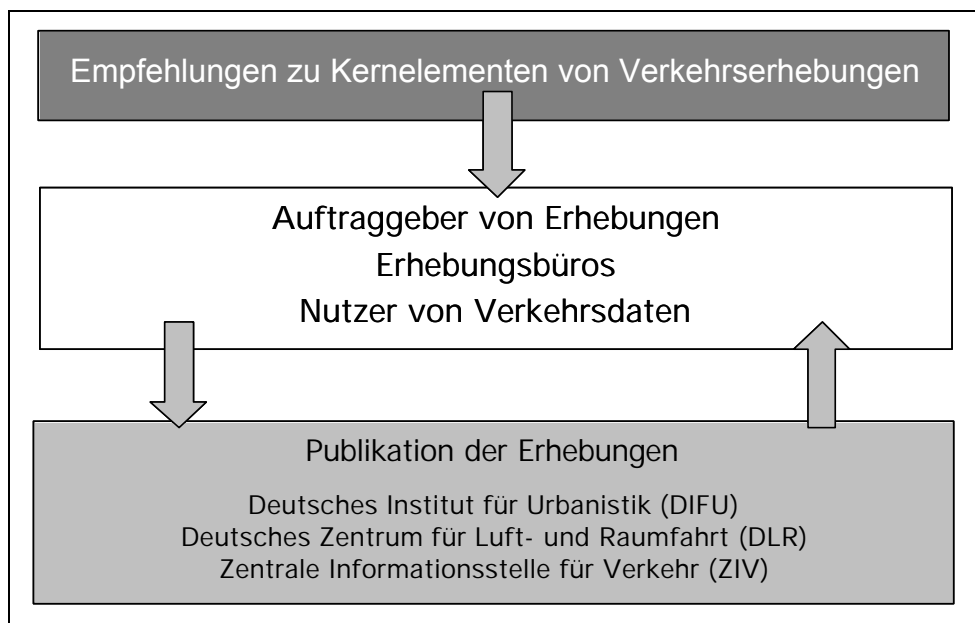 Empfehlungen zu Kernelementen von Verkehrserhebungen
Auftraggeber von Erhebungen
Erhebungsbüros
Nutzer von Verkehrsdaten
Publikation der Erhebungen
Deutsches Institut für Urbanistik (DIFU)
Deutsches Zentrum für Luft- und Raumfahrt (DLR)
Zentrale Informationsstelle für Verkehr (ZIV)